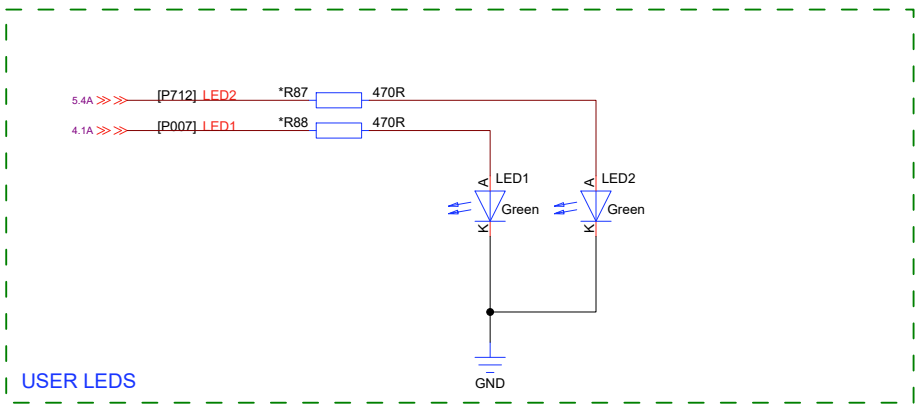 5.4A [P712] LED2 *R87 470R
4.1A [P007] LED1 *R88 470R
A LED1 A LED2
Green Green
K K
GND
USER LEDS